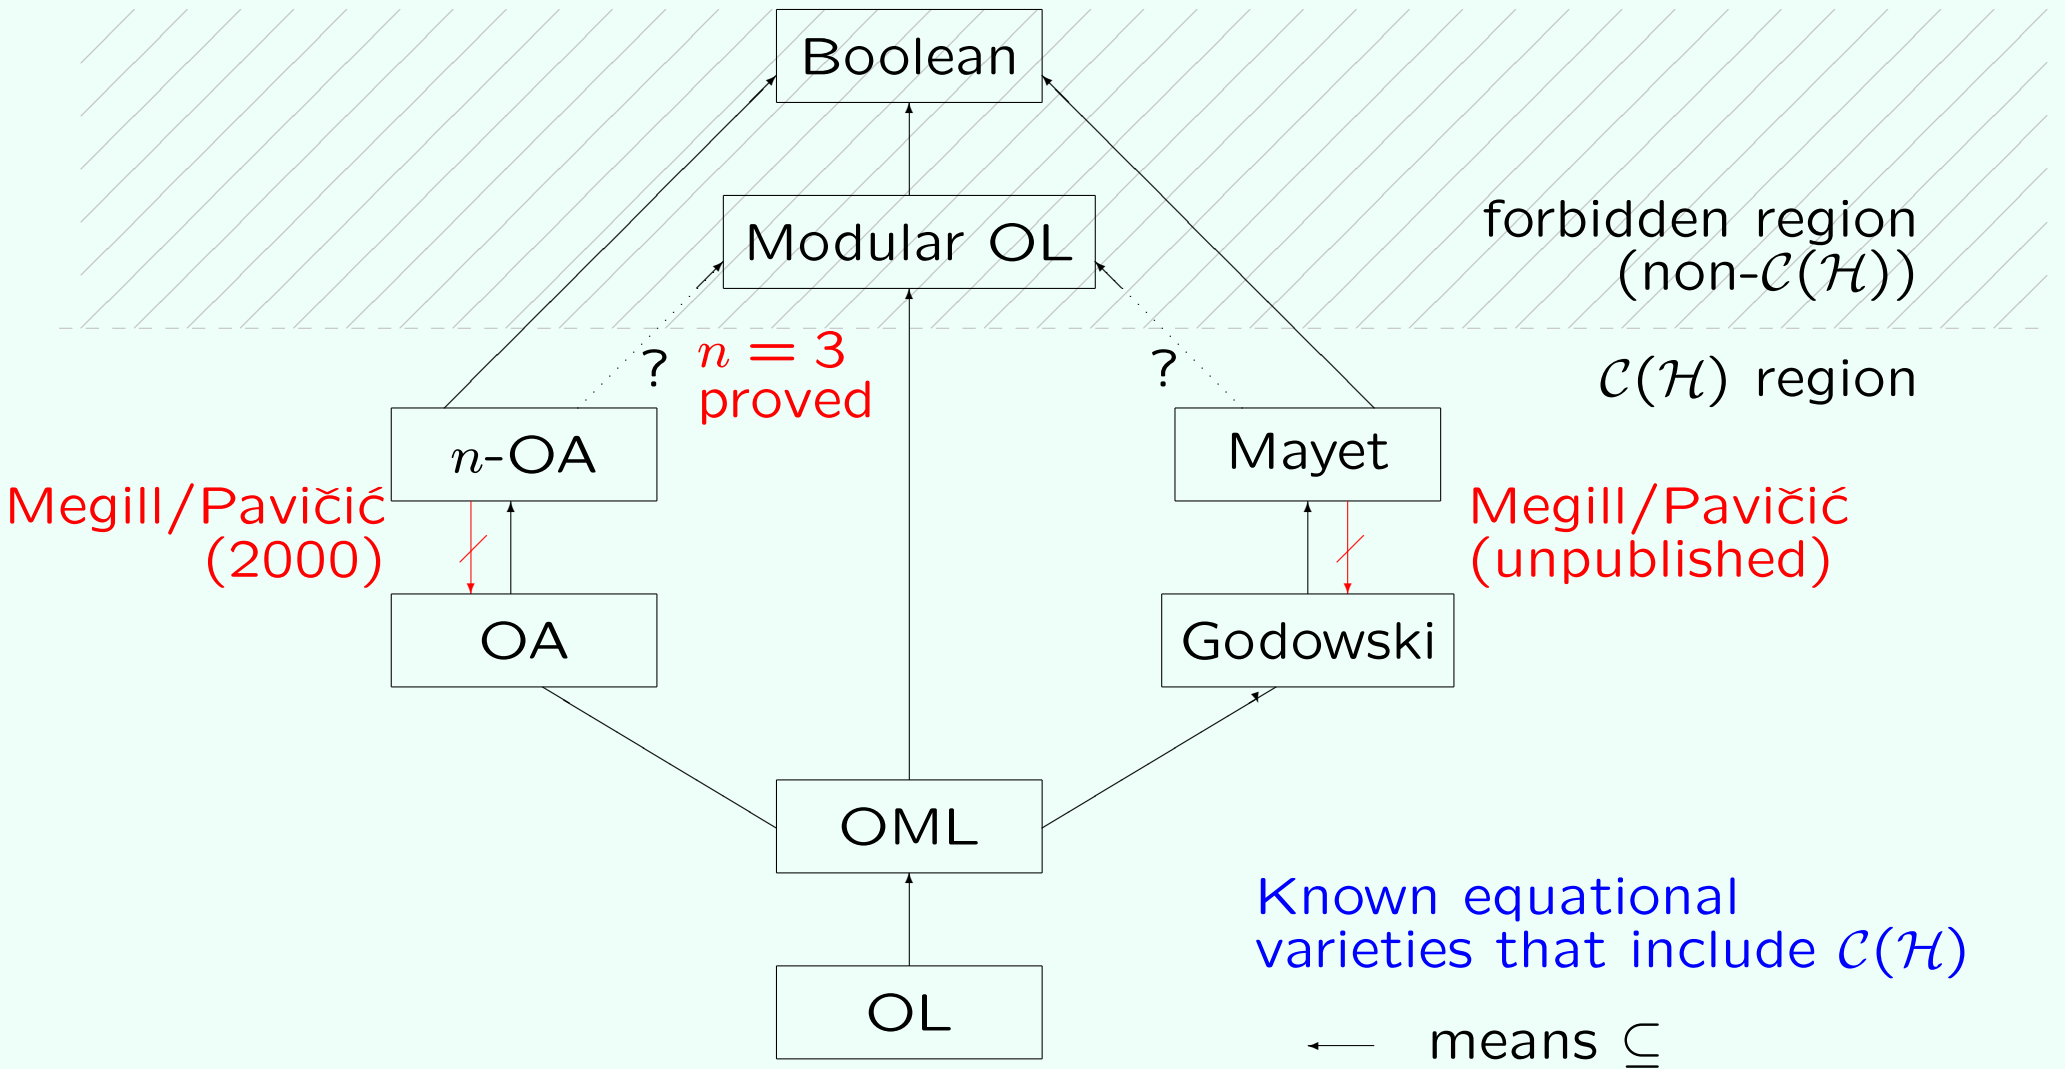 Boolean
Modular OL
forbidden region
(non-𝒞(ℋ))
? n = 3
proved
?
𝒞(ℋ) region
n-OA
Mayet
Megill/Pavičić
(2000)
Megill/Pavičić
(unpublished)
OA
Godowski
OML
Known equational
varieties that include 𝒞(ℋ)
OL
means ⊆